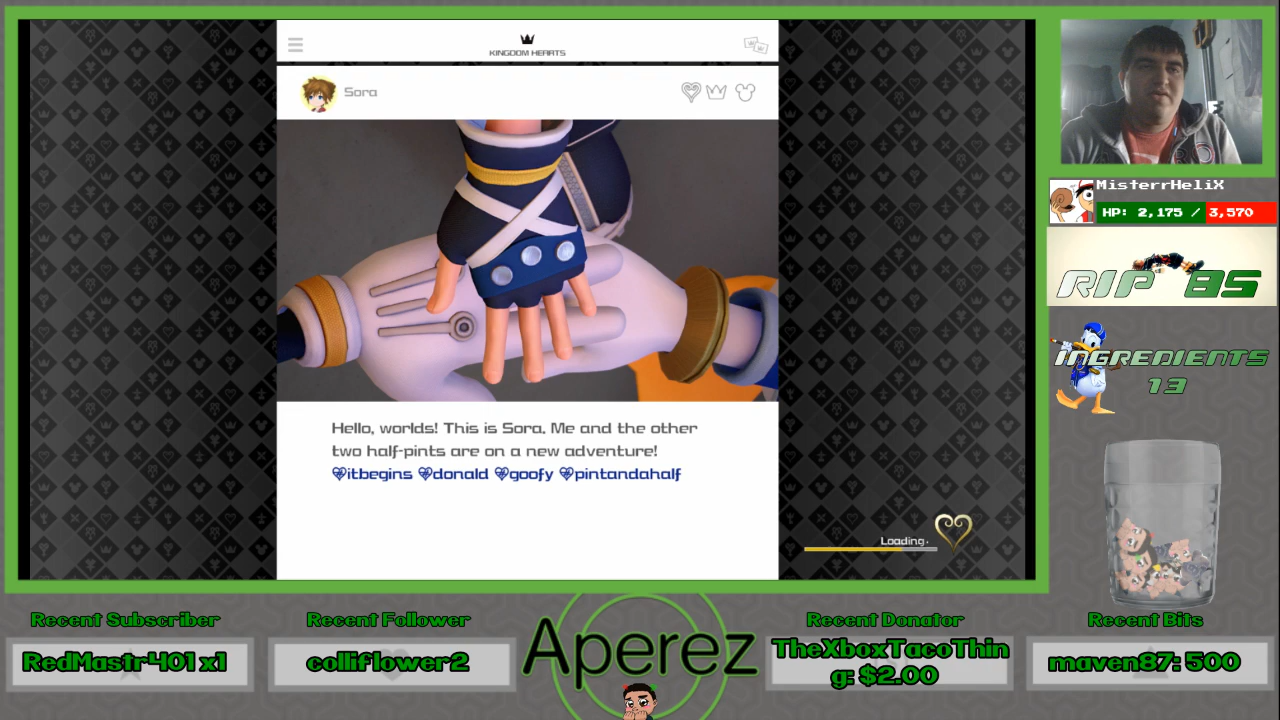 KINGDOM HEARTS
Sora
Hello, worlds! This is Sora. Me and the other
two half-pints are on a new adventure!
itbegins donald goofy pintandahalf
Loading.
MisterrHeliX
HP: 2,175 / 3,570
RIP 85
INGREDIENTS
13
Recent Subscriber
RedMastr401 x1
Recent Follower
colliflower2
Aperez
Recent Donator
TheXboxTacoThin
g: $2.00
Recent Bits
maven87: 500